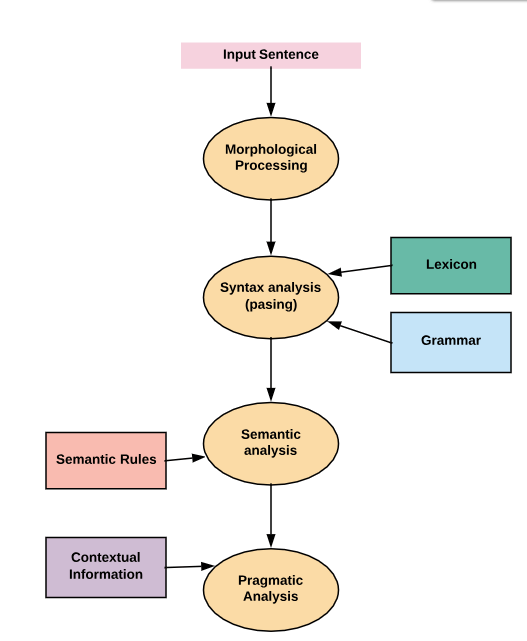 Input Sentence
Morphological
Processing
Lexicon
Syntax analysis
(pasing)
Grammar
Semantic
analysis
Semantic Rules
Contextual
Information
Pragmatic
Analysis